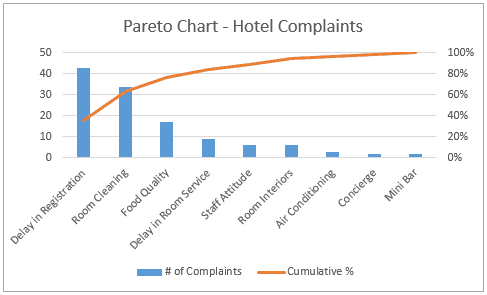 Pareto Chart - Hotel Complaints
50
40
30
20
10
0
100%
80%
60%
40%
20%
0%
Delay in Registration
Room Cleaning
Food Quality
Delay in Room Service
Staff Attitude
Room Interiors
Air Conditioning
Concierge
Mini Bar
# of Complaints
Cumulative %